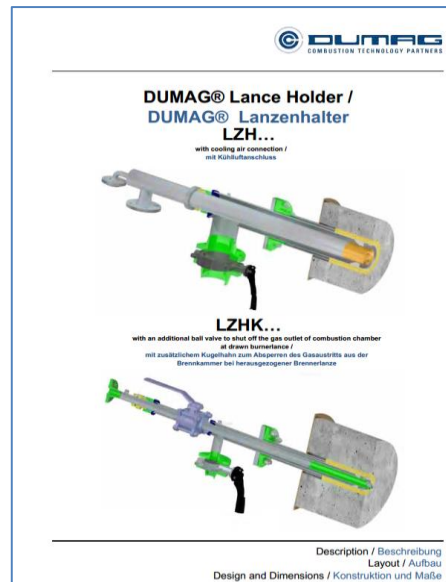 DUMAG
COMBUSTION TECHNOLOGY PARTNERS
DUMAG® Lance Holder /
DUMAG® Lanzenhalter
LZH...
with cooling air connection /
mit Kühlluftanschluss
LZHK...
with an additional ball valve to shut off the gas outlet of combustion chamber
at drawn burnerlance /
mit zusätzlichem Kugelhahn zum Absperren des Gasaustritts aus der
Brennkammer bei herausgezogener Brennerlanze
Description / Beschreibung
Layout / Aufbau
Design and Dimensions / Konstruktion und Maße